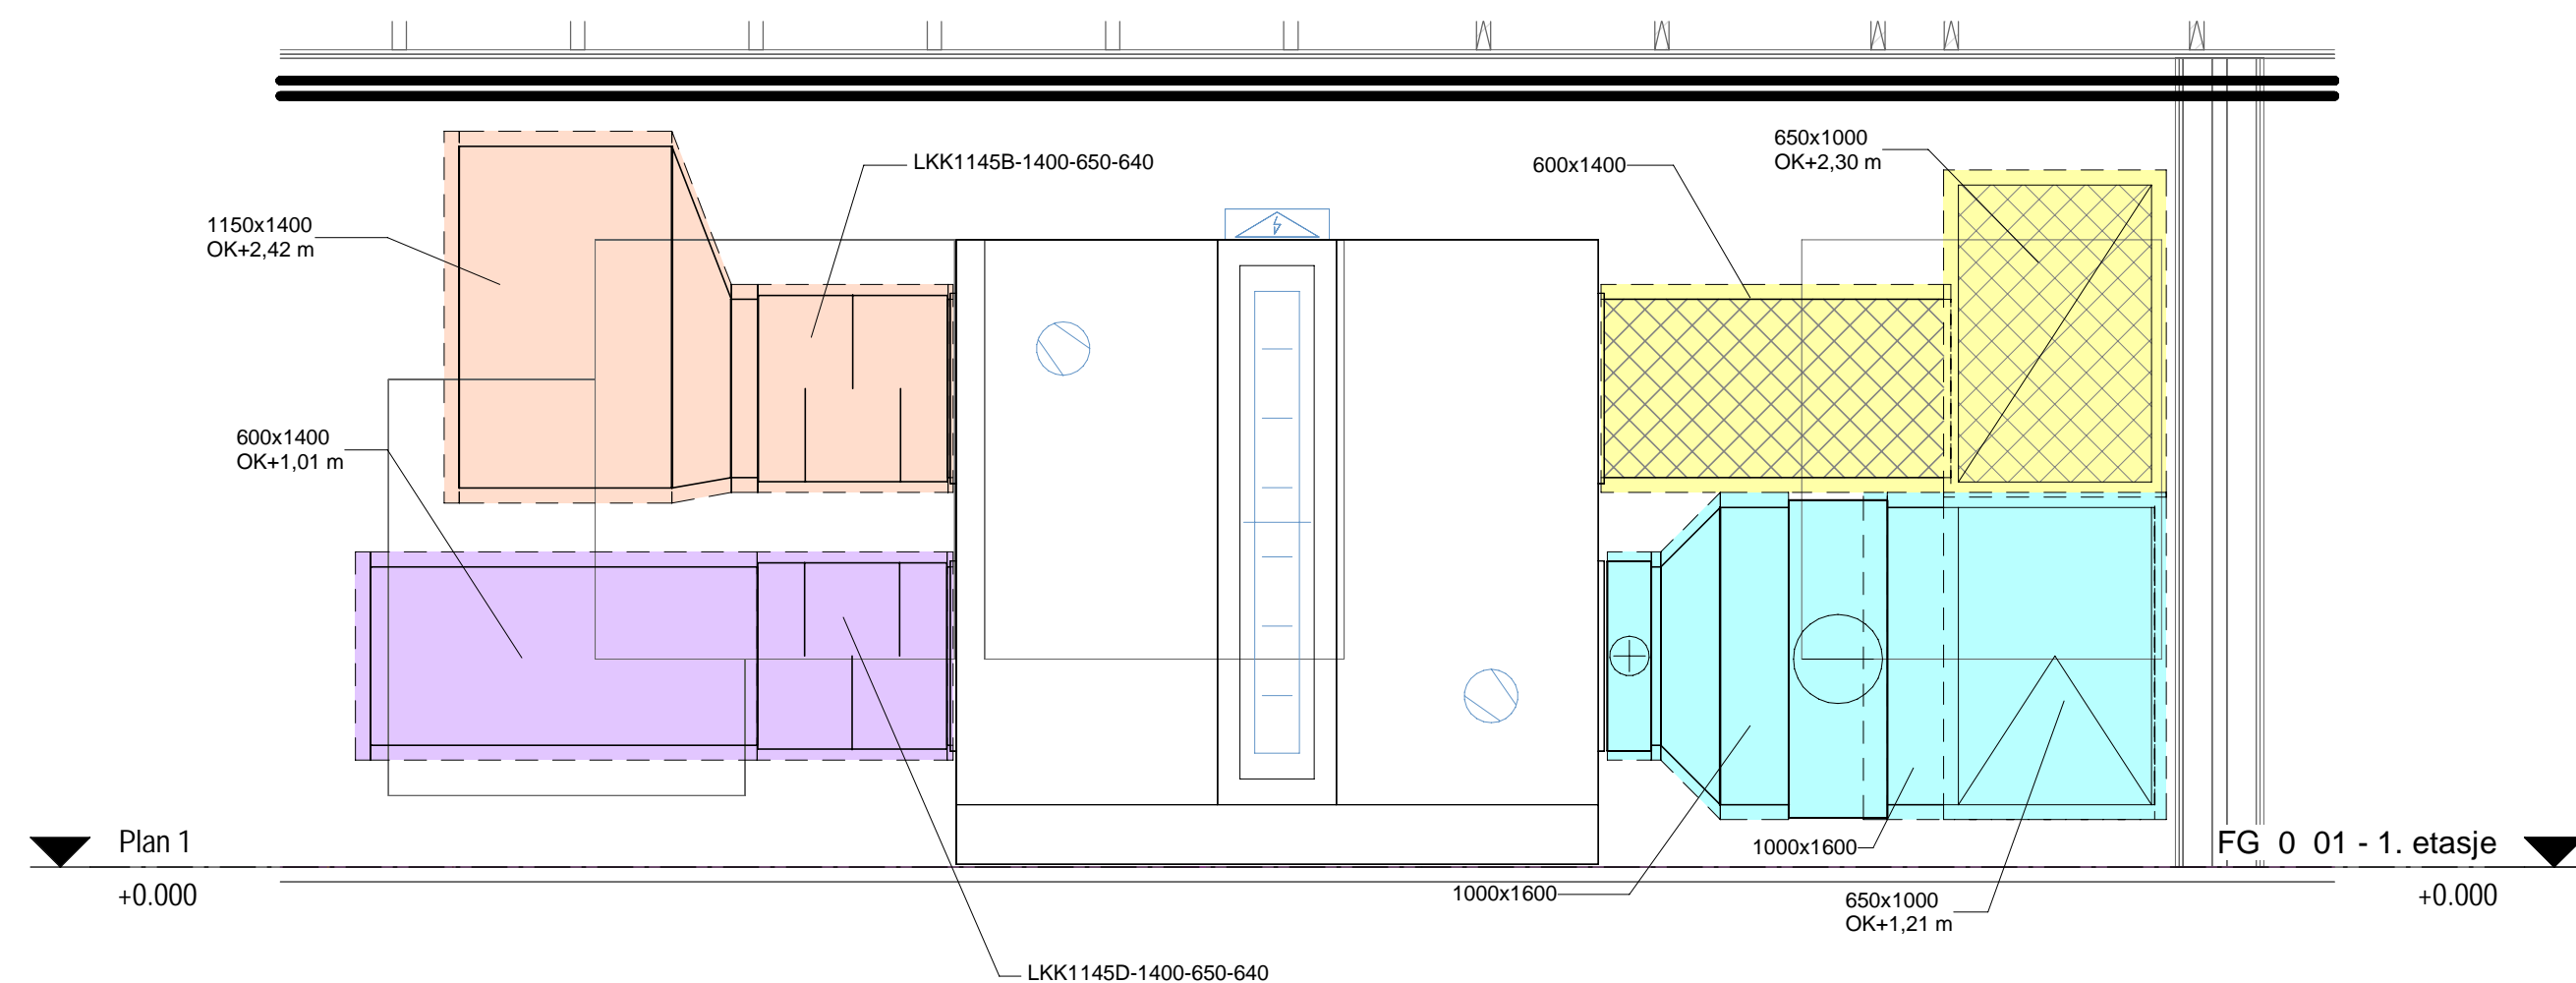 650x1000
OK+2,30 m
LKK1145B-1400-650-640
600x1400
1150x1400
OK+2,42 m
600x1400
OK+1,01 m
Plan 1
+0.000
1000x1600
FG 0 01 - 1. etasje
+0.000
1000x1600
650x1000
OK+1,21 m
LKK1145D-1400-650-640